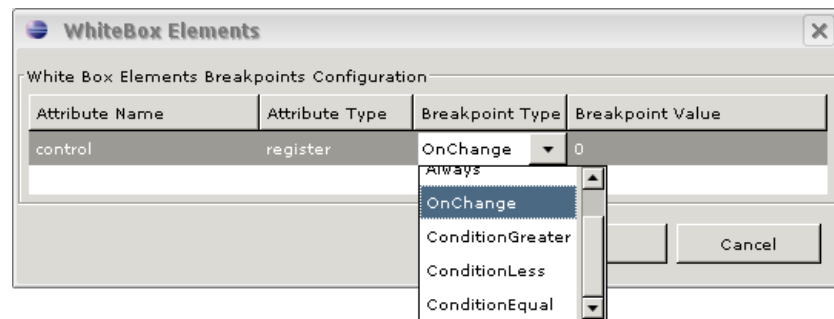 WhiteBox Elements
White Box Elements Breakpoints Configuration
Attribute Name Attribute Type Breakpoint Type Breakpoint Value
control register OnChange 0
Always
OnChange
ConditionGreater
ConditionLess
ConditionEqual
Cancel